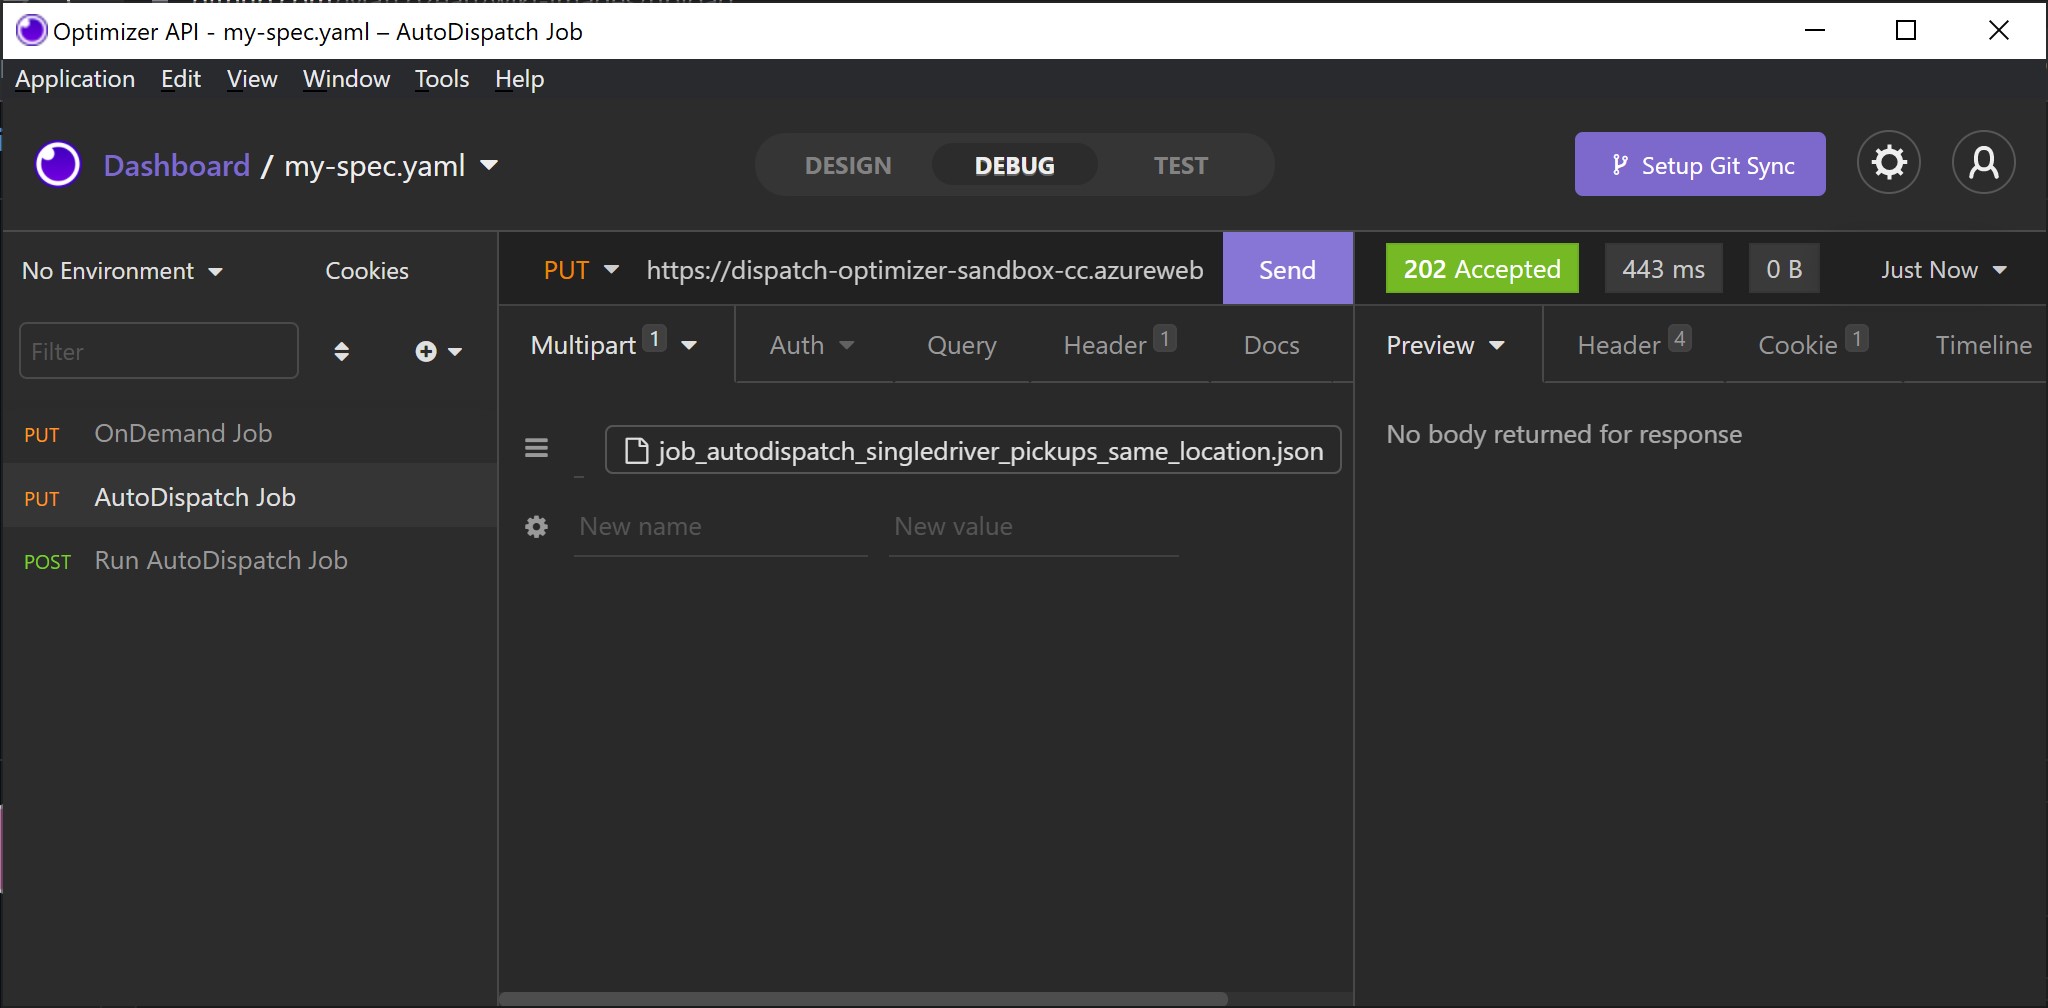 Optimizer API - my-spec.yaml – AutoDispatch Job
Application Edit View Window Tools Help
Dashboard / my-spec.yaml
DESIGN DEBUG TEST
Setup Git Sync
No Environment Cookies
Filter
PUT OnDemand Job
PUT AutoDispatch Job
POST Run AutoDispatch Job
PUT https://dispatch-optimizer-sandbox-cc.azureweb Send
Multipart 1 Auth Query Header 1 Docs
job_autodispatch_singledriver_pickups_same_location.json
New name New value
202 Accepted 443 ms 0 B Just Now
Preview Header 4 Cookie 1 Timeline
No body returned for response